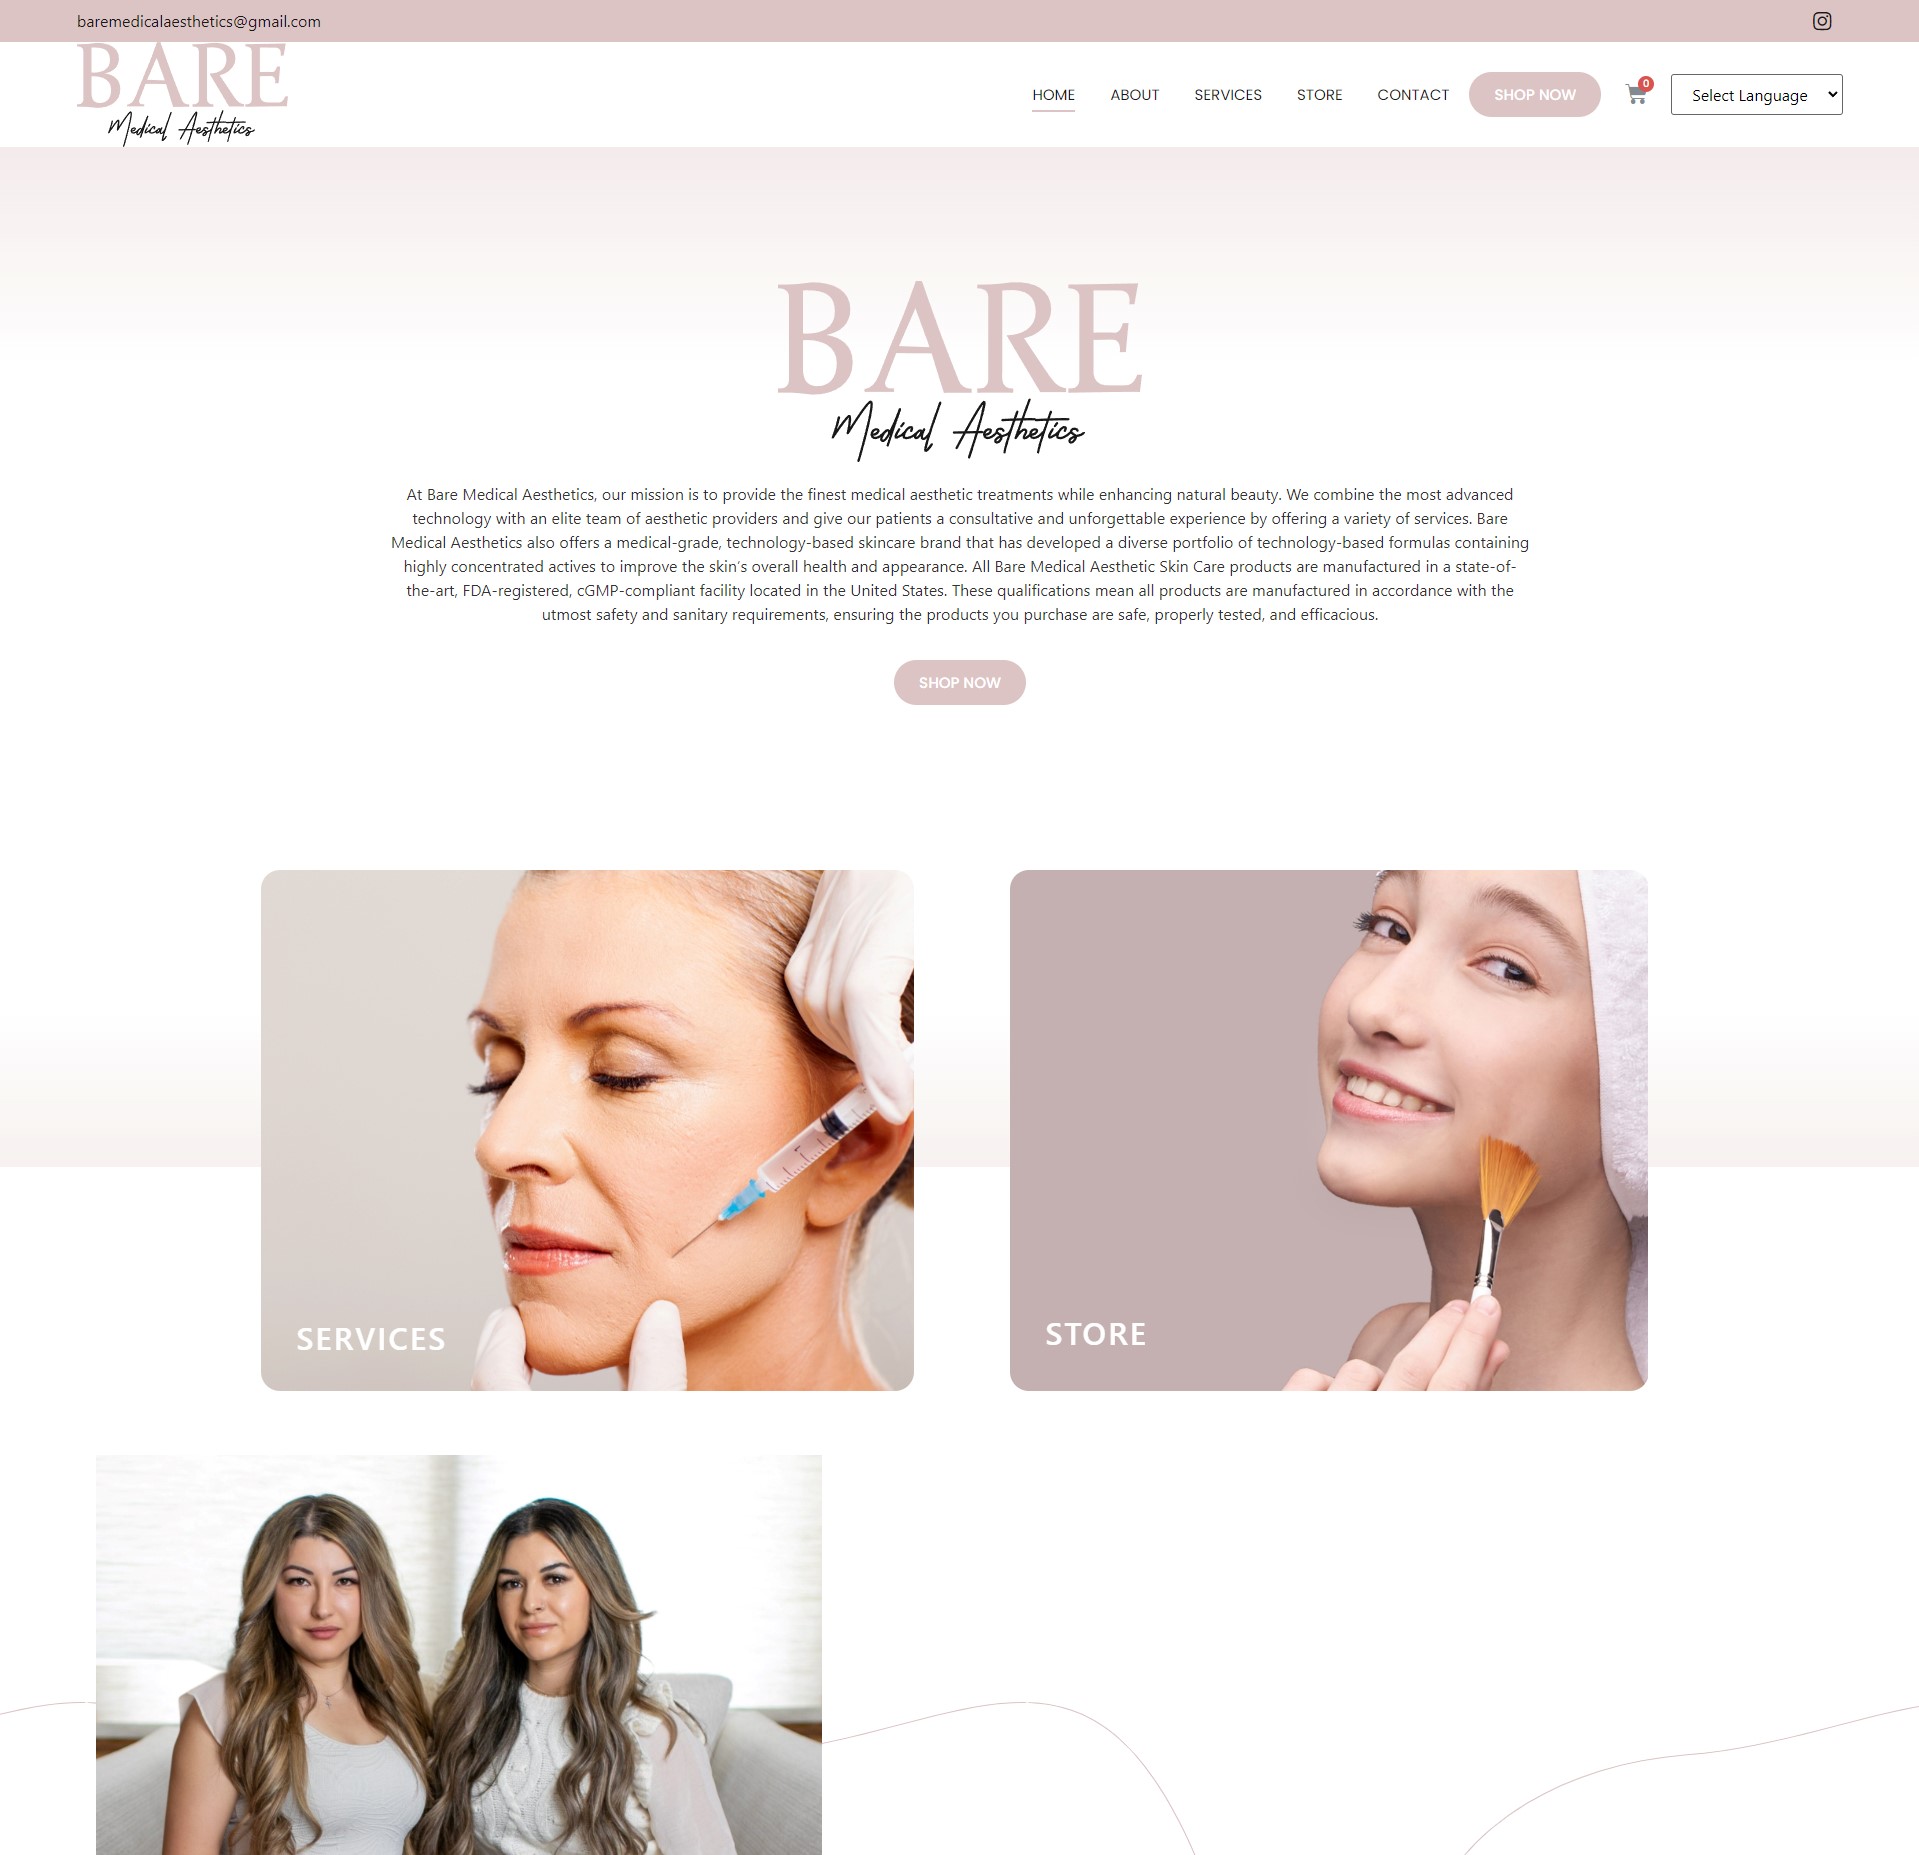 baremedicalaesthetics@gmail.com
BARE
Medical Aesthetics
HOME ABOUT SERVICES STORE CONTACT SHOP NOW 0 Select Language
BARE
Medical Aesthetics
At Bare Medical Aesthetics, our mission is to provide the finest medical aesthetic treatments while enhancing natural beauty. We combine the most advanced
technology with an elite team of aesthetic providers and give our patients a consultative and unforgettable experience by offering a variety of services. Bare
Medical Aesthetics also offers a medical-grade, technology-based skincare brand that has developed a diverse portfolio of technology-based formulas containing
highly concentrated actives to improve the skin's overall health and appearance. All Bare Medical Aesthetic Skin Care products are manufactured in a state-of-
the-art, FDA-registered, cGMP-compliant facility located in the United States. These qualifications mean all products are manufactured in accordance with the
utmost safety and sanitary requirements, ensuring the products you purchase are safe, properly tested, and efficacious.
SHOP NOW
SERVICES
STORE